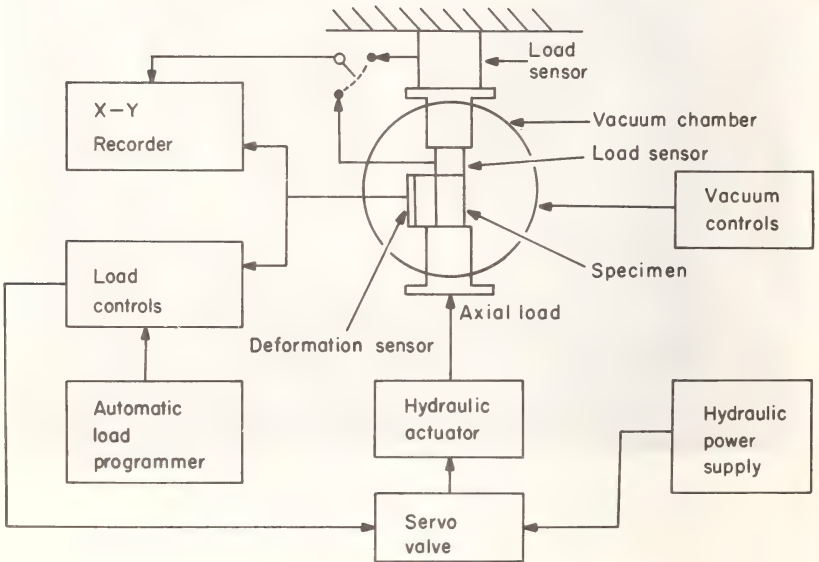 Load
sensor
X-Y
Recorder
Vacuum chamber
Load sensor
Vacuum
controls
Specimen
Load
controls
Axial load
Deformation sensor
Automatic
load
programmer
Hydraulic
actuator
Hydraulic
power
supply
Servo
valve